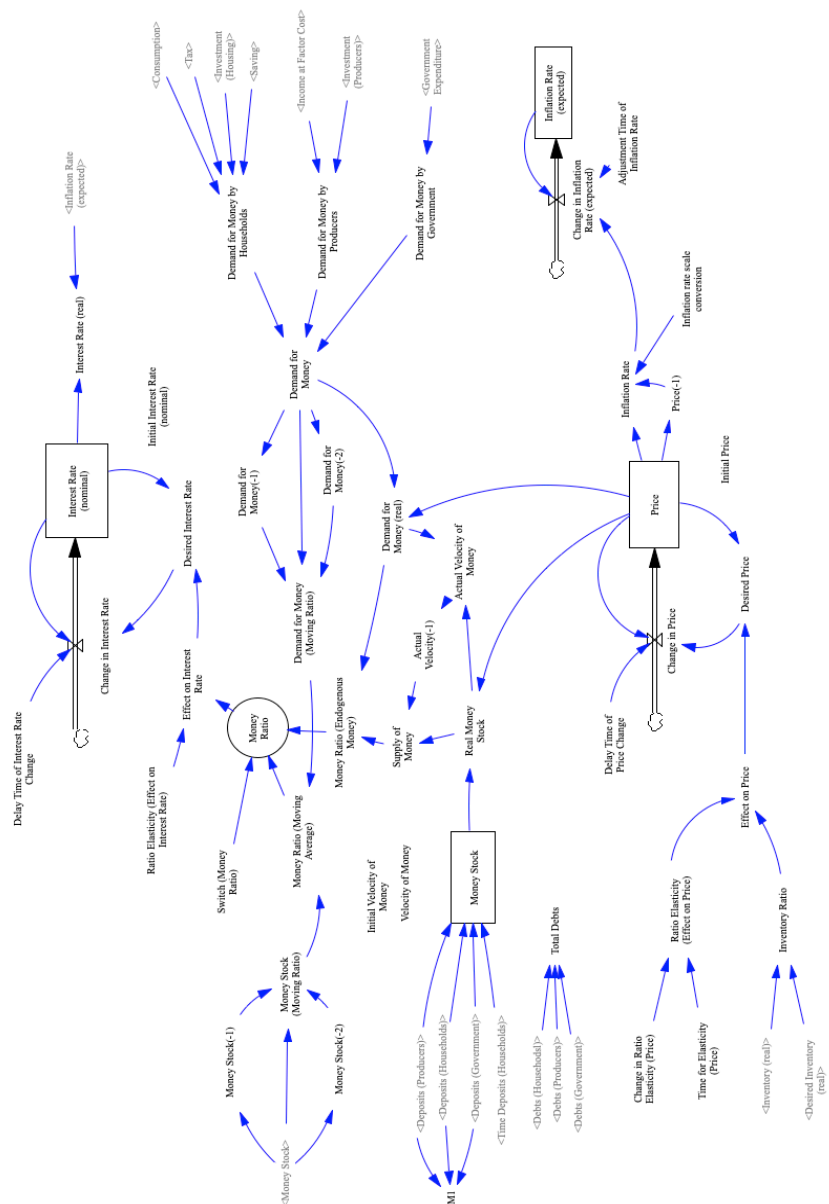 Delay Time of Interest Rate
Change
Change in Interest Rate
Interest Rate
(nominal)
Interest Rate (real)
<Inflation Rate
(expected)>
Ratio Elasticity (Effect on
Interest Rate)
Effect on Interest
Rate
Desired Interest Rate
Initial Interest Rate
(nominal)
<Consumption>
<Tax>
<Investment
(Housing)>
<Saving>
Money Stock(-1)
Switch (Money
Ratio)
Money
Ratio
Demand for
Money(-1)
Demand for Money by
Households
<Money Stock>
Money Stock
(Moving Ratio)
Money Ratio (Moving
Average)
Demand for Money
(Moving Ratio)
Demand for
Money
<Income at Factor Cost>
<Investment
(Producers)>
Money Stock(-2)
Money Ratio (Endogenous
Money)
Demand for
Money(-2)
Demand for Money by
Producers
Initial Velocity of
Money
Velocity of Money
Supply of
Money
Actual
Velocity(-1)
Demand for
Money (real)
Demand for Money by
Government
<Government
Expenditure>
M1
<Deposits (Producers)>
<Deposits (Households)>
<Deposits (Government)>
<Time Deposits (Households)>
Money Stock
Real Money
Stock
Actual Velocity of
Money
<Debts (Househodsl)>
<Debts (Producers)>
<Debts (Government)>
Total Debts
Change in Inflation
Rate (expected)
Inflation Rate
(expected)
Adjustment Time of
Inflation Rate
Delay Time of
Price Change
Change in Price
Price
Inflation Rate
Price(-1)
Inflation rate scale
conversion
Initial Price
Change in Ratio
Elasticity (Price)
Time for Elasticity
(Price)
Ratio Elasticity
(Effect on Price)
Effect on Price
Desired Price
<Inventory (real)>
<Desired Inventory
(real)>
Inventory Ratio